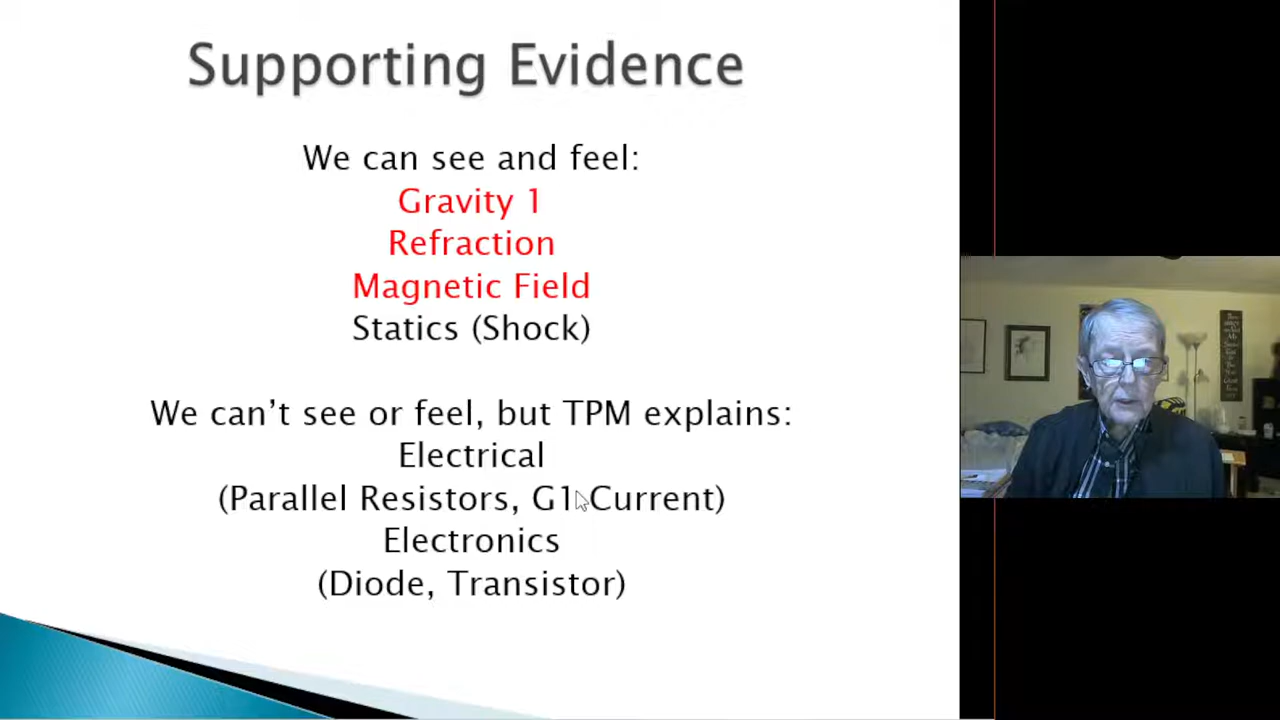 Supporting Evidence
We can see and feel:
Gravity 1
Refraction
Magnetic Field
Statics (Shock)
We can't see or feel, but TPM explains:
Electrical
(Parallel Resistors, G1 Current)
Electronics
(Diode, Transistor)